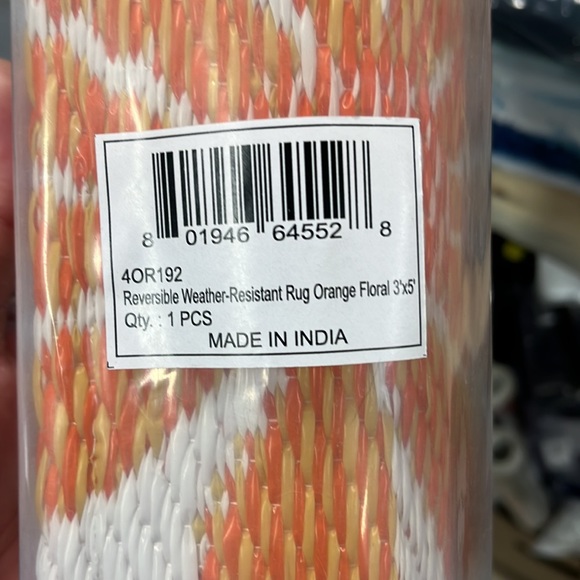 8 01946 64552 8
4OR192
Reversible Weather-Resistant Rug Orange Floral 3'x5'
Qty. : 1 PCS
MADE IN INDIA